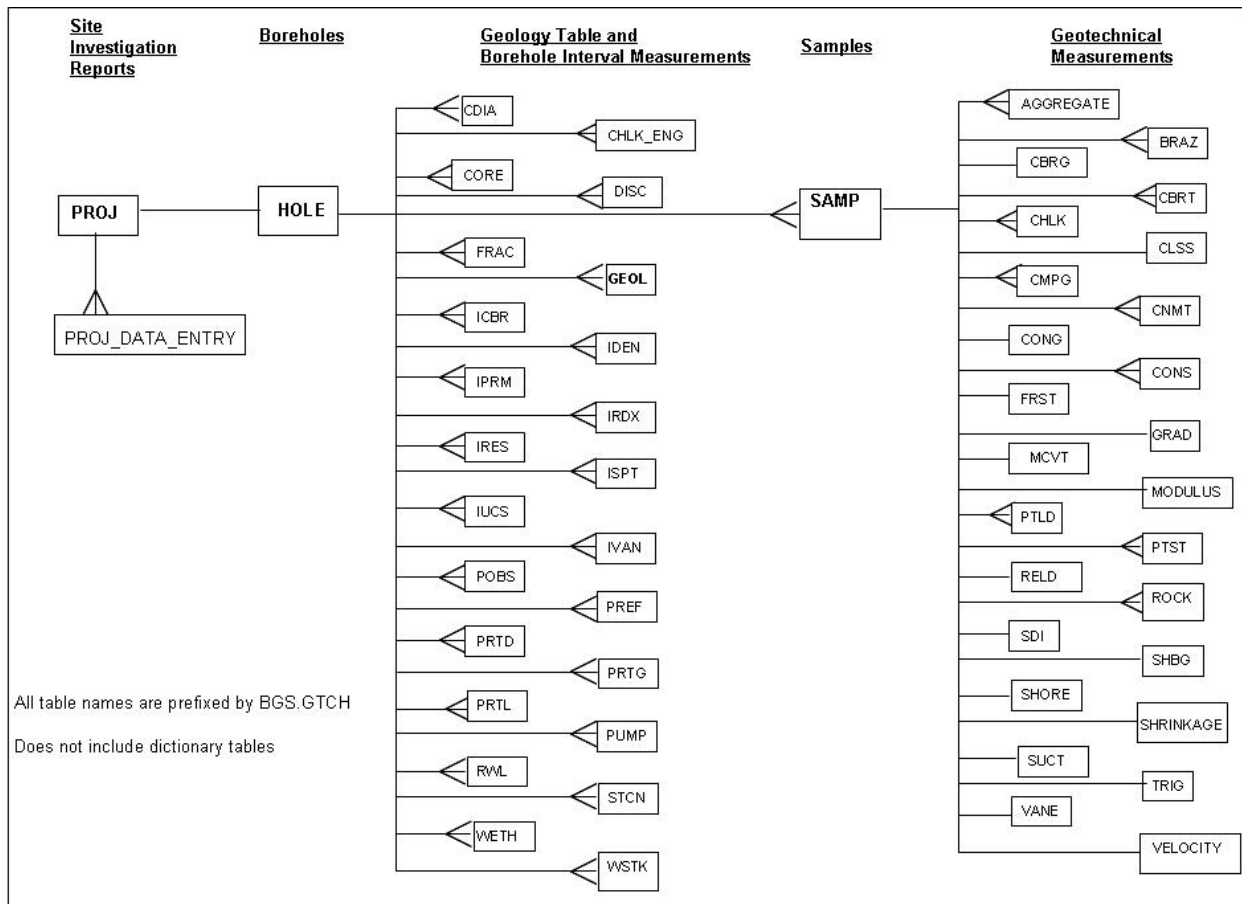 Site
Investigation
Reports
Boreholes
Geology Table and
Borehole Interval Measurements
Samples
Geotechnical
Measurements
PROJ
PROJ_DATA_ENTRY
HOLE
CDIA
CHLK_ENG
CORE
DISC
FRAC
GEOL
ICBR
IDEN
IPRM
IRDX
IRES
ISPT
IUCS
IVAN
POBS
PREF
PRTD
PRTG
PRTL
PUMP
RWL
STCN
WETH
WSTK
SAMP
AGGREGATE
BRAZ
CBRG
CBRT
CHLK
CLSS
CMPG
CNMT
CONG
CONS
FRST
GRAD
MCVT
MODULUS
PTLD
PTST
RELD
ROCK
SDI
SHBG
SHORE
SHRINKAGE
SUCT
TRIG
VANE
VELOCITY
All table names are prefixed by BGS.GTCH
Does not include dictionary tables